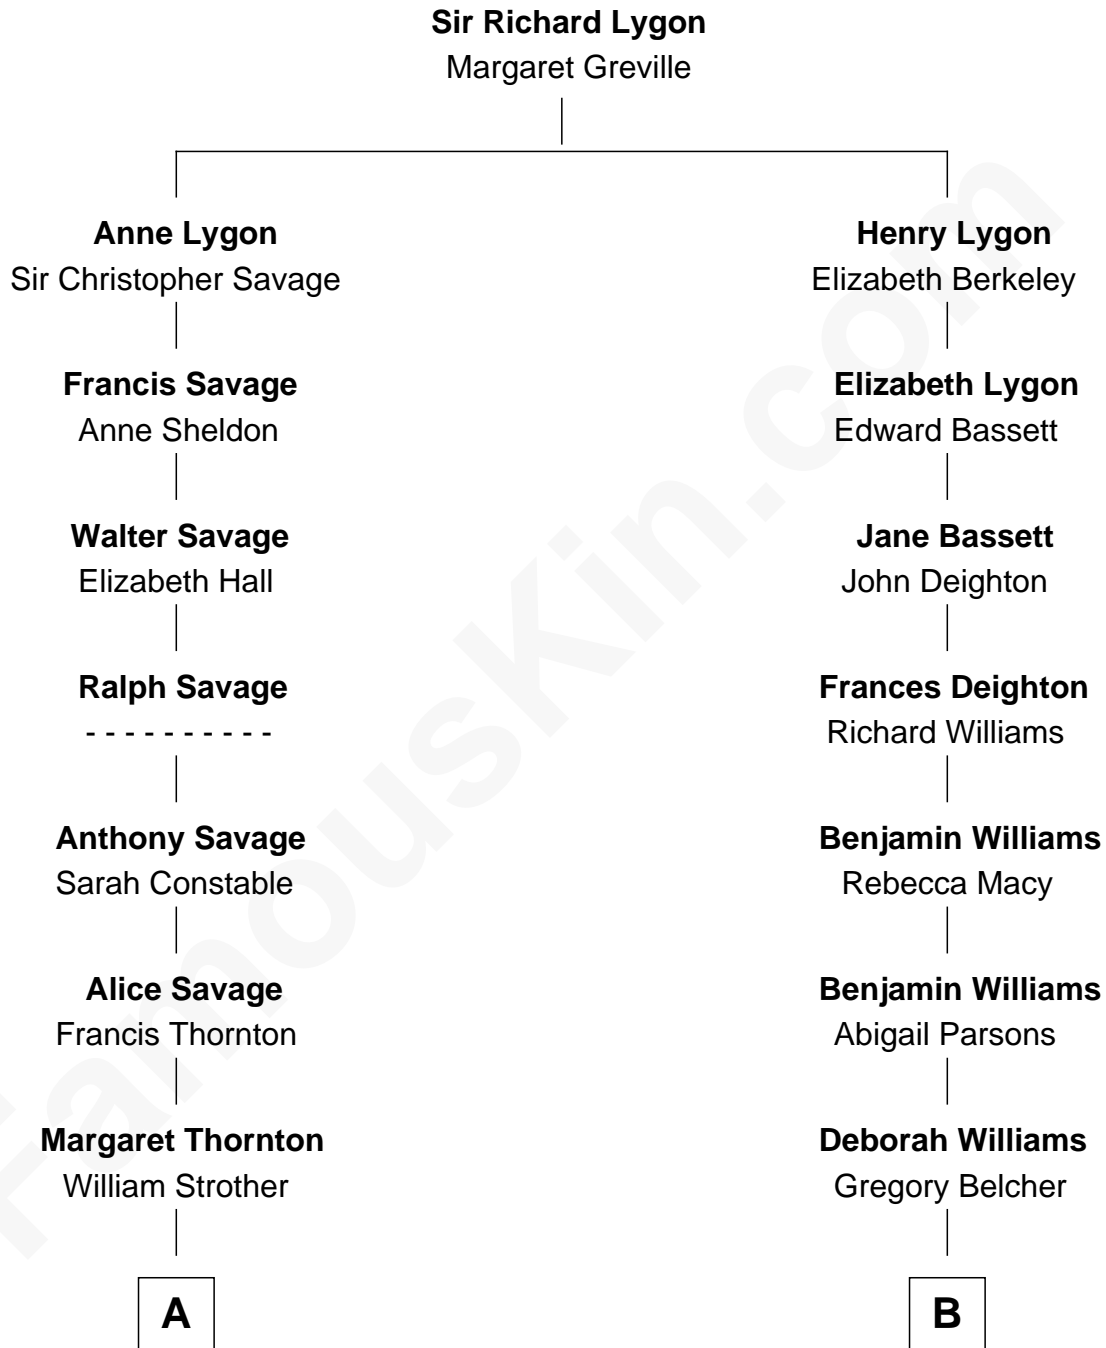 Sir Richard Lygon
Margaret Greville
Anne Lygon
Sir Christopher Savage
Francis Savage
Anne Sheldon
Walter Savage
Elizabeth Hall
Ralph Savage
- - - - - - - - - -
Anthony Savage
Sarah Constable
Alice Savage
Francis Thornton
Margaret Thornton
William Strother
A
Henry Lygon
Elizabeth Berkeley
Elizabeth Lygon
Edward Bassett
Jane Bassett
John Deighton
Frances Deighton
Richard Williams
Benjamin Williams
Rebecca Macy
Benjamin Williams
Abigail Parsons
Deborah Williams
Gregory Belcher
B
FamousKin.com